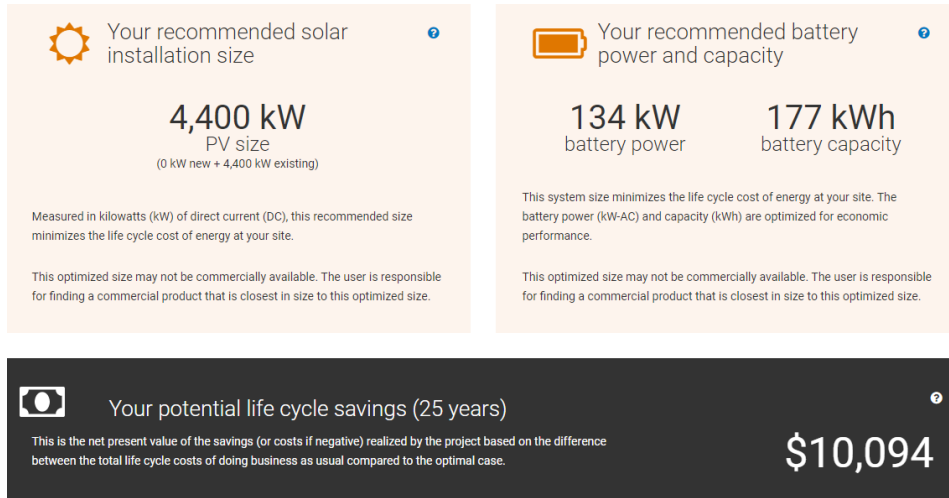 Your recommended solar
installation size
?
4,400 kW
PV size
(0 kW new + 4,400 kW existing)
Measured in kilowatts (kW) of direct current (DC), this recommended size
minimizes the life cycle cost of energy at your site.
This optimized size may not be commercially available. The user is responsible
for finding a commercial product that is closest in size to this optimized size.
Your recommended battery
power and capacity
?
134 kW
battery power
177 kWh
battery capacity
This system size minimizes the life cycle cost of energy at your site. The
battery power (kW-AC) and capacity (kWh) are optimized for economic
performance.
This optimized size may not be commercially available. The user is responsible
for finding a commercial product that is closest in size to this optimized size.
Your potential life cycle savings (25 years)
?
This is the net present value of the savings (or costs if negative) realized by the project based on the difference
between the total life cycle costs of doing business as usual compared to the optimal case.
$10,094